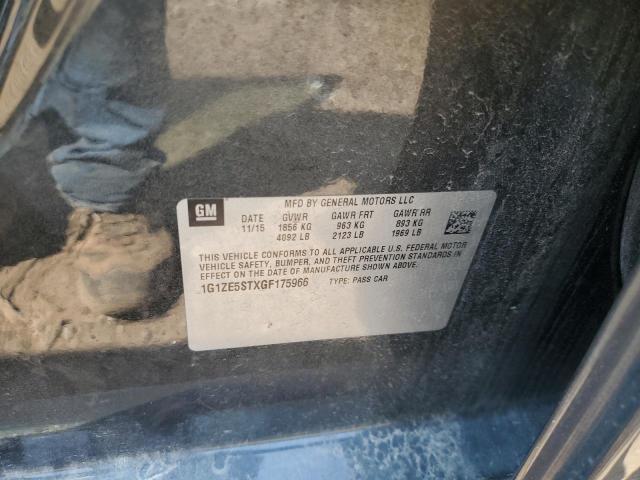 GM
MFD BY GENERAL MOTORS LLC
DATE GVWR GAWR FRT GAWR RR
11/15 1856 KG 963 KG 893 KG
4092 LB 2123 LB 1969 LB
THIS VEHICLE CONFORMS TO ALL APPLICABLE U.S. FEDERAL MOTOR
VEHICLE SAFETY, BUMPER, AND THEFT PREVENTION STANDARDS IN
EFFECT ON THE DATE OF MANUFACTURE SHOWN ABOVE.
1G1ZE5STXGF175966 TYPE: PASS CAR